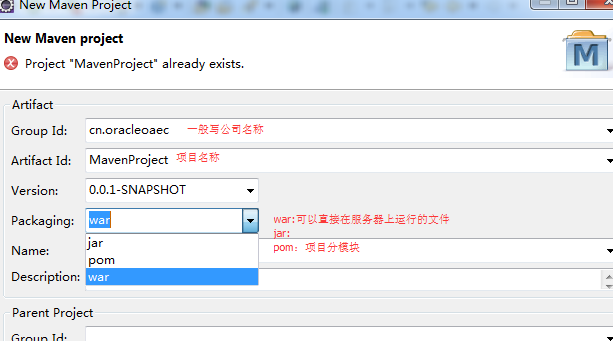 New Maven Project
New Maven project
Project "MavenProject" already exists.
Artifact
Group Id: cn.oracleoaec 一般写公司名称
Artifact Id: MavenProject 项目名称
Version: 0.0.1-SNAPSHOT
Packaging: war war:可以直接在服务器上运行的文件
jar:
jar
Name: pom：项目分模块
pom
Description: war
Parent Project
Group Id: